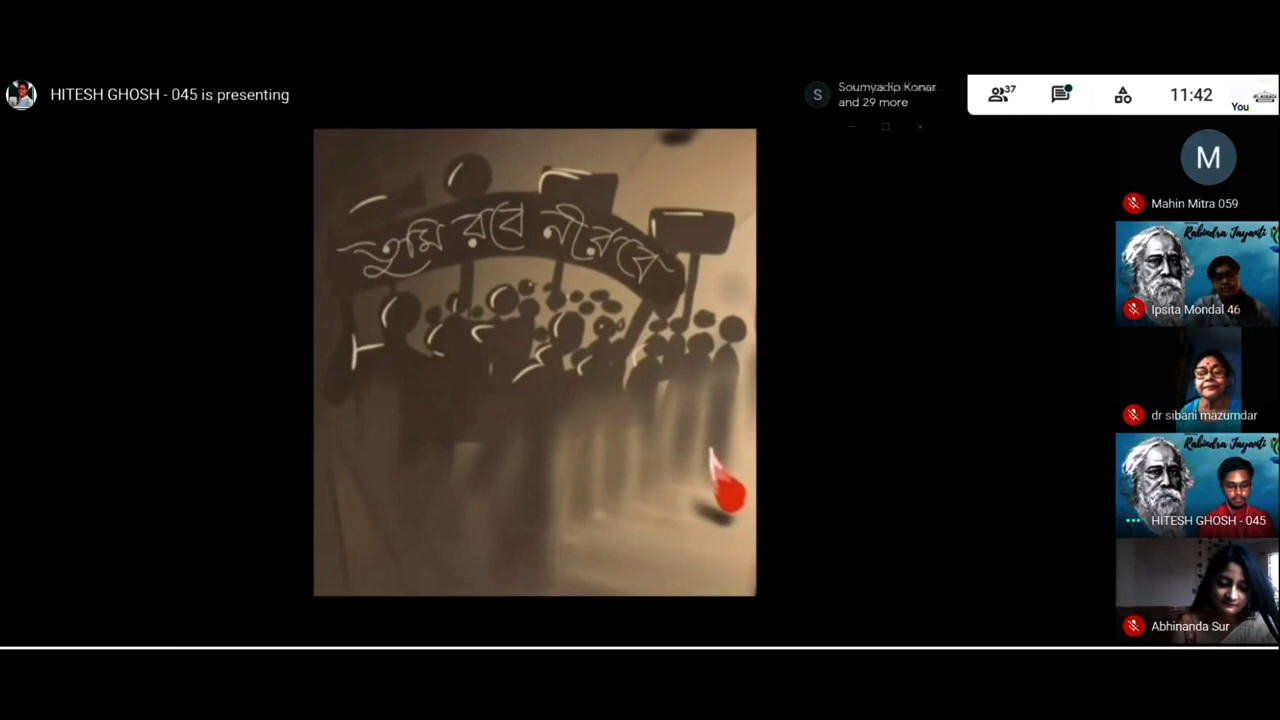 HITESH GHOSH - 045 is presenting
S
Soumyadip Konar
and 29 more
37
11:42
You
তুমি রবে নীরবে
M
Mahin Mitra 059
Rabindra Jayanti
Ipsita Mondal 46
dr sibani mazumdar
Rabindra Jayanti
HITESH GHOSH - 045
Abhinanda Sur